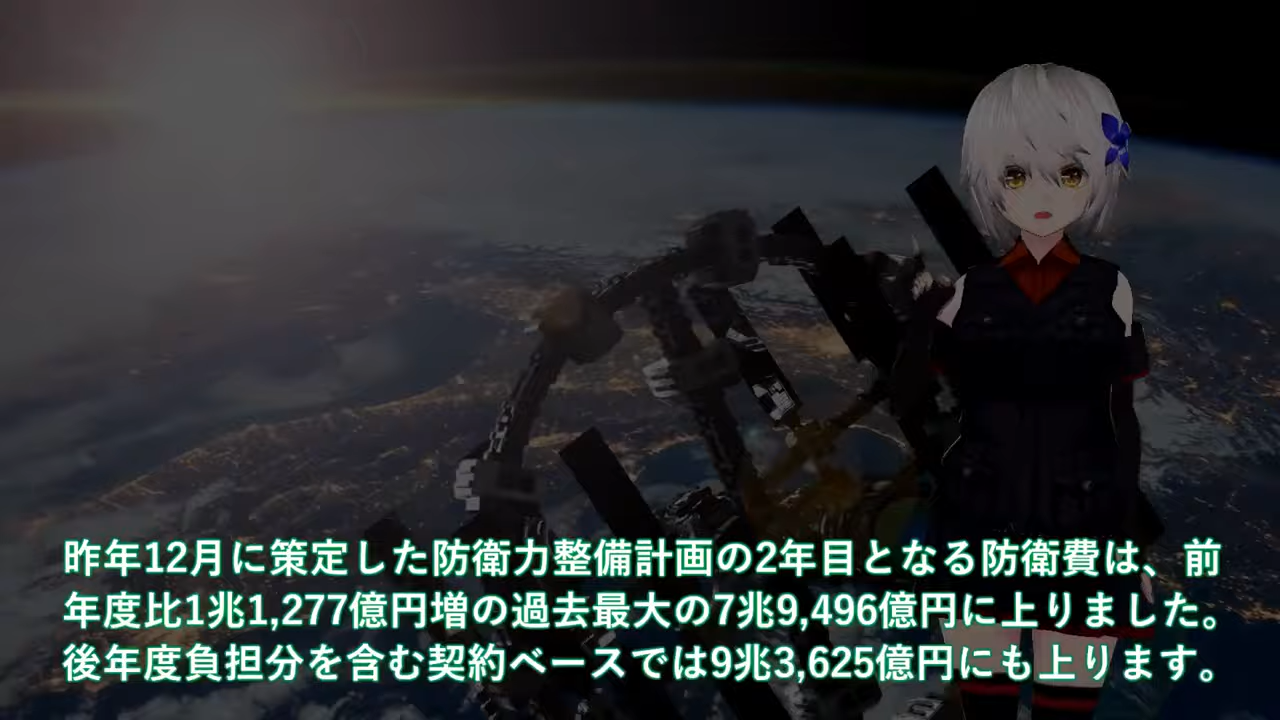 昨年12月に策定した防衛力整備計画の2年目となる防衛費は、前
年度比1兆1,277億円増の過去最大の7兆9,496億円に上りました。
後年度負担分を含む契約ベースでは9兆3,625億円にも上ります。